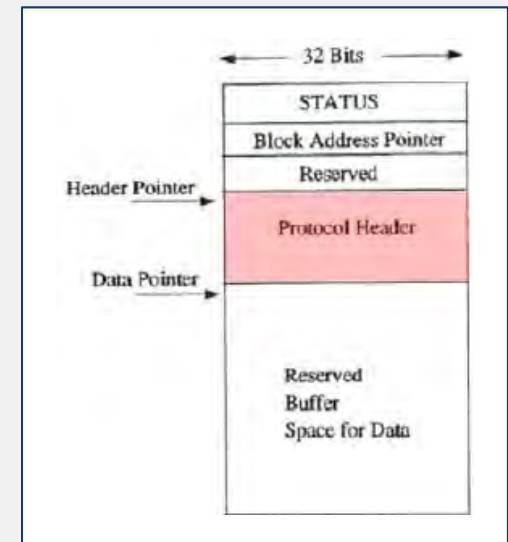 32 Bits
STATUS
Block Address Pointer
Reserved
Header Pointer
Protocol Header
Data Pointer
Reserved
Buffer
Space for Data